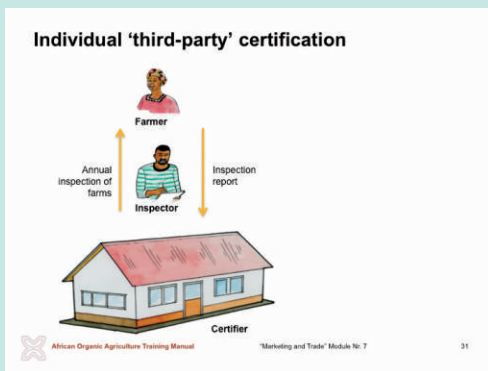 Individual ‘third-party’ certification
Farmer
Annual
inspection of
farms
Inspection
report
Inspector
Certifier
African Organic Agriculture Training Manual
"Marketing and Trade" Module Nr. 7
31